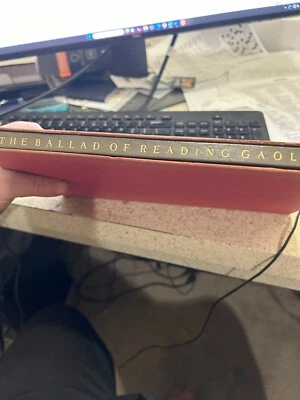 THE BALLAD OF READING GAOL